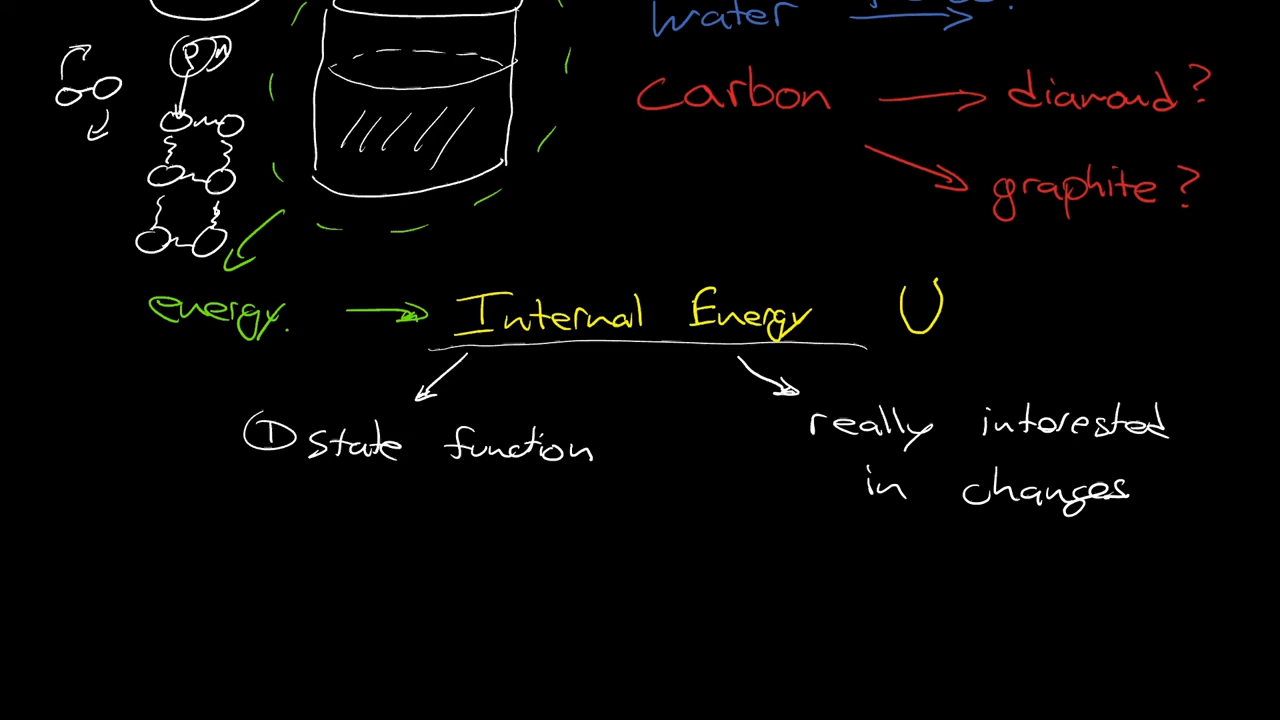 water
carbon → diamond?
graphite?
energy. → Internal Energy U
① state function
really interested
in changes